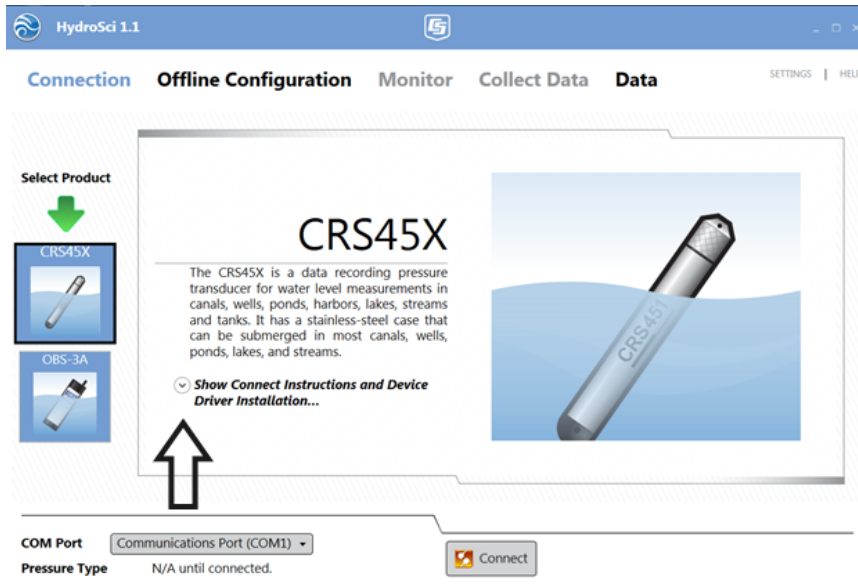 HydroSci 1.1
Connection Offline Configuration Monitor Collect Data Data SETTINGS | HEL
Select Product
CRS45X
OBS-3A
CRS45X
The CRS45X is a data recording pressure
transducer for water level measurements in
canals, wells, ponds, harbors, lakes, streams
and tanks. It has a stainless-steel case that
can be submerged in most canals, wells,
ponds, lakes, and streams.
Show Connect Instructions and Device
Driver Installation...
CRS451
COM Port Communications Port (COM1)
Connect
Pressure Type N/A until connected.